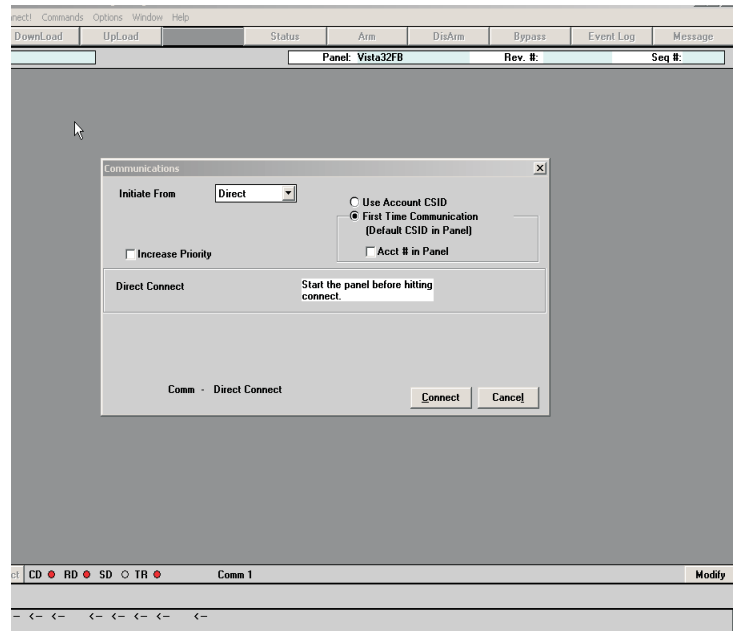 nnect! Commands Options Window Help
DownLoad UpLoad Status Arm DisArm Bypass Event Log Message
Panel: Vista32FB Rev. #: Seq #:
Communications
Initiate From Direct
Use Account CSID
First Time Communication
(Default CSID in Panel)
Increase Priority
Acct # in Panel
Direct Connect
Start the panel before hitting
connect.
Comm - Direct Connect
Connect Cancel
ct CD RD SD TR Comm 1 Modify
– <– <– <– <– <– <– <–